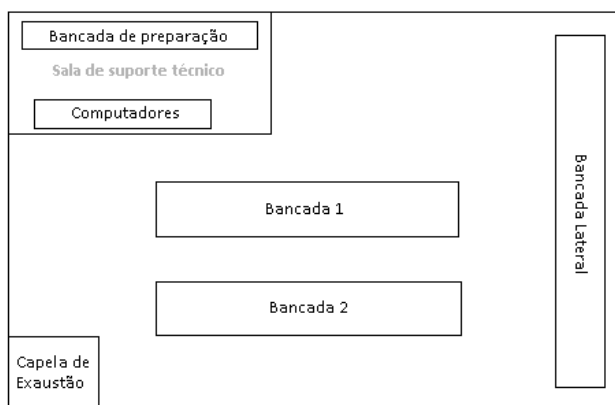 Bancada de preparação
Sala de suporte técnico
Computadores
Bancada 1
Bancada Lateral
Bancada 2
Capela de
Exaustão